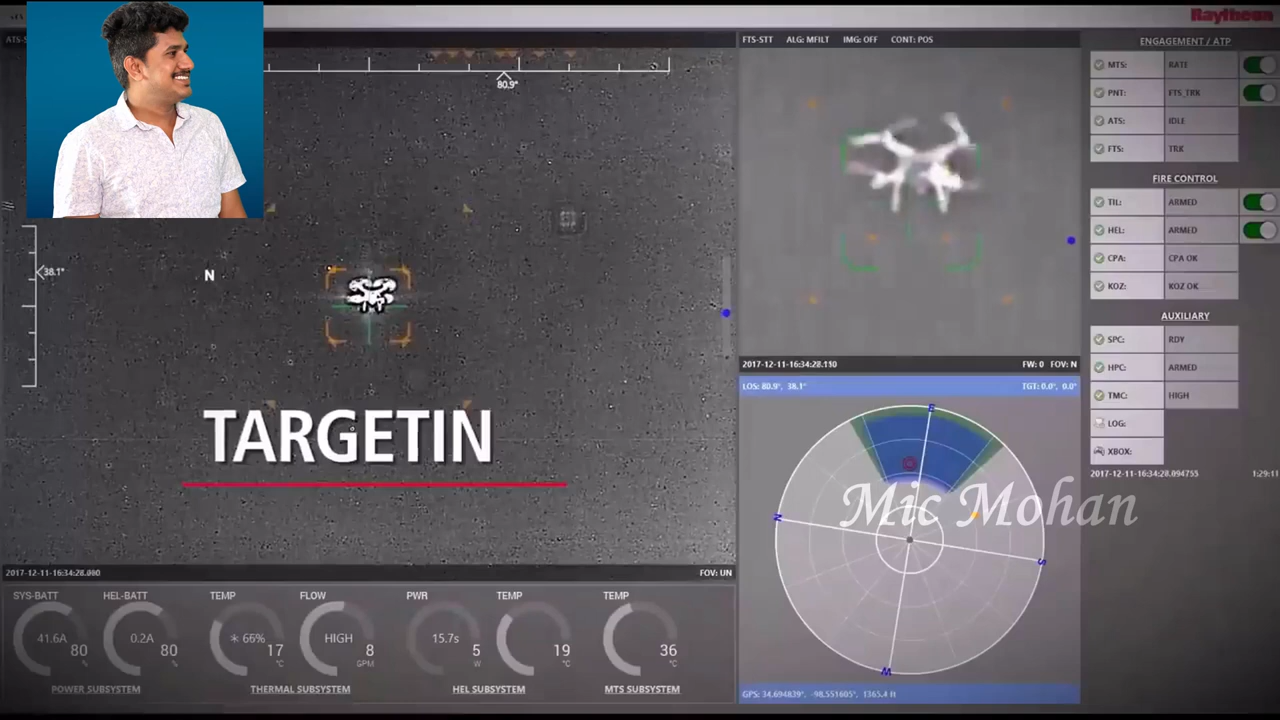 Raytheon
ATS-S
80.9°
38.1°
N
TARGETIN
2017-12-11-16:34:28.080
FOV: UN
FTS-STT ALG: MFILT IMG: OFF CONT: POS
2017-12-11-16:34:28.110
FW: 0 FOV: N
LOS: 80.9°, 38.1°
TGT: 0.0°, 0.0°
E
N
S
W
Mic Mohan
GPS: 34.694839°, -98.551605°, 1365.4 ft
ENGAGEMENT / ATP
MTS: RATE
PNT: FTS_TRK
ATS: IDLE
FTS: TRK
FIRE CONTROL
TIL: ARMED
HEL: ARMED
CPA: CPA OK
KOZ: KOZ OK
AUXILIARY
SPC: RDY
HPC: ARMED
TMC: HIGH
LOG:
XBOX:
2017-12-11-16:34:28.094755
1:29:11
SYS-BATT HEL-BATT TEMP FLOW PWR TEMP TEMP
41.6A 0.2A 66% HIGH 15.7s
80 % 80 % 17 °C 8 GPM 5 W 19 °C 36 °C
POWER SUBSYSTEM THERMAL SUBSYSTEM HEL SUBSYSTEM MTS SUBSYSTEM